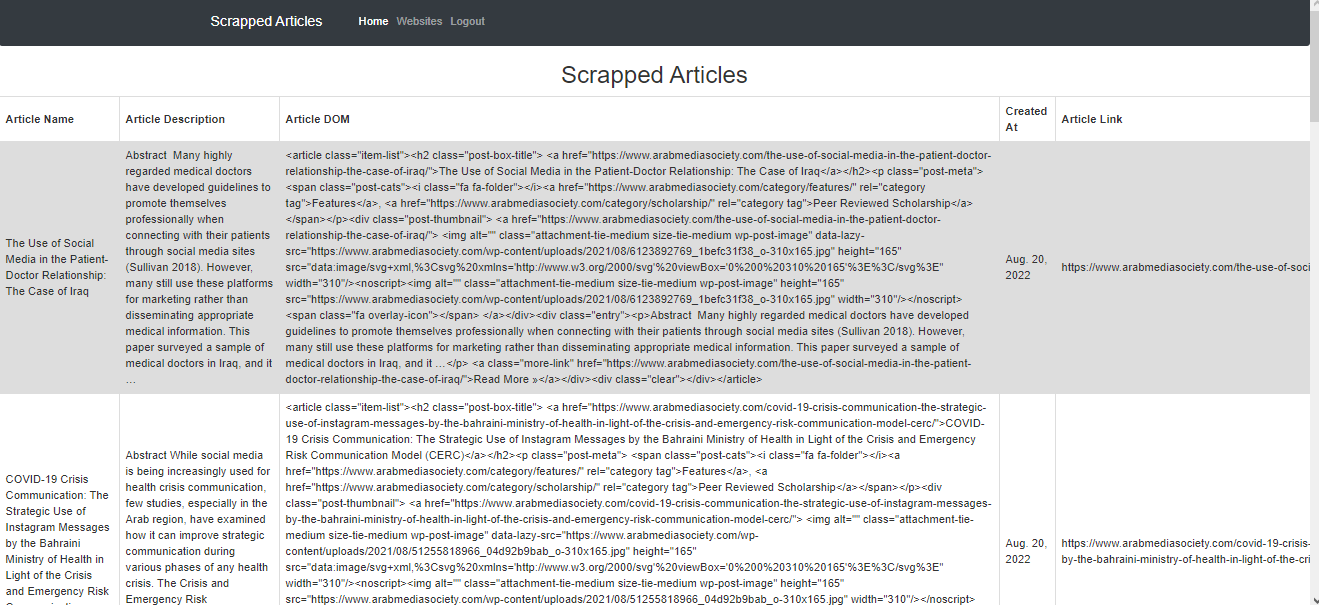 Scrapped Articles Home Websites Logout
Scrapped Articles
Article Name
Article Description
Article DOM
Created
At
Article Link
The Use of Social
Media in the Patient-
Doctor Relationship:
The Case of Iraq
Abstract  Many highly
regarded medical doctors
have developed guidelines to
promote themselves
professionally when
connecting with their patients
through social media sites
(Sullivan 2018). However,
many still use these platforms
for marketing rather than
disseminating appropriate
medical information. This
paper surveyed a sample of
medical doctors in Iraq, and it
…
<article class="item-list"><h2 class="post-box-title"> <a href="https://www.arabmediasociety.com/the-use-of-social-media-in-the-patient-doctor-
relationship-the-case-of-iraq/">The Use of Social Media in the Patient-Doctor Relationship: The Case of Iraq</a></h2><p class="post-meta">
<span class="post-cats"><i class="fa fa-folder"></i><a href="https://www.arabmediasociety.com/category/features/" rel="category
tag">Features</a>, <a href="https://www.arabmediasociety.com/category/scholarship/" rel="category tag">Peer Reviewed Scholarship</a>
</span></p><div class="post-thumbnail"> <a href="https://www.arabmediasociety.com/the-use-of-social-media-in-the-patient-doctor-
relationship-the-case-of-iraq/"> <img alt="" class="attachment-tie-medium size-tie-medium wp-post-image" data-lazy-
src="https://www.arabmediasociety.com/wp-content/uploads/2021/08/6123892769_1befc31f38_o-310x165.jpg" height="165"
src="data:image/svg+xml,%3Csvg%20xmlns='http://www.w3.org/2000/svg'%20viewBox='0%200%20310%20165'%3E%3C/svg%3E"
width="310"/><noscript><img alt="" class="attachment-tie-medium size-tie-medium wp-post-image" height="165"
src="https://www.arabmediasociety.com/wp-content/uploads/2021/08/6123892769_1befc31f38_o-310x165.jpg" width="310"/></noscript>
<span class="fa overlay-icon"></span> </a></div><div class="entry"><p>Abstract  Many highly regarded medical doctors have developed
guidelines to promote themselves professionally when connecting with their patients through social media sites (Sullivan 2018). However,
many still use these platforms for marketing rather than disseminating appropriate medical information. This paper surveyed a sample of
medical doctors in Iraq, and it …</p> <a class="more-link" href="https://www.arabmediasociety.com/the-use-of-social-media-in-the-patient-
doctor-relationship-the-case-of-iraq/">Read More »</a></div><div class="clear"></div></article>
Aug. 20,
2022
https://www.arabmediasociety.com/the-use-of-soci
COVID-19 Crisis
Communication: The
Strategic Use of
Instagram Messages
by the Bahraini
Ministry of Health in
Light of the Crisis
and Emergency Risk
Abstract While social media
is being increasingly used for
health crisis communication,
few studies, especially in the
Arab region, have examined
how it can improve strategic
communication during
various phases of any health
crisis. The Crisis and
Emergency Risk
<article class="item-list"><h2 class="post-box-title"> <a href="https://www.arabmediasociety.com/covid-19-crisis-communication-the-strategic-
use-of-instagram-messages-by-the-bahraini-ministry-of-health-in-light-of-the-crisis-and-emergency-risk-communication-model-cerc/">COVID-
19 Crisis Communication: The Strategic Use of Instagram Messages by the Bahraini Ministry of Health in Light of the Crisis and Emergency
Risk Communication Model (CERC)</a></h2><p class="post-meta"> <span class="post-cats"><i class="fa fa-folder"></i><a
href="https://www.arabmediasociety.com/category/features/" rel="category tag">Features</a>, <a
href="https://www.arabmediasociety.com/category/scholarship/" rel="category tag">Peer Reviewed Scholarship</a></span></p><div
class="post-thumbnail"> <a href="https://www.arabmediasociety.com/covid-19-crisis-communication-the-strategic-use-of-instagram-messages-
by-the-bahraini-ministry-of-health-in-light-of-the-crisis-and-emergency-risk-communication-model-cerc/"> <img alt="" class="attachment-tie-
medium size-tie-medium wp-post-image" data-lazy-src="https://www.arabmediasociety.com/wp-
content/uploads/2021/08/51255818966_04d92b9bab_o-310x165.jpg" height="165"
src="data:image/svg+xml,%3Csvg%20xmlns='http://www.w3.org/2000/svg'%20viewBox='0%200%20310%20165'%3E%3C/svg%3E"
width="310"/><noscript><img alt="" class="attachment-tie-medium size-tie-medium wp-post-image" height="165"
src="https://www.arabmediasociety.com/wp-content/uploads/2021/08/51255818966_04d92b9bab_o-310x165.jpg" width="310"/></noscript>
Aug. 20,
2022
https://www.arabmediasociety.com/covid-19-crisis-
by-the-bahraini-ministry-of-health-in-light-of-the-cri